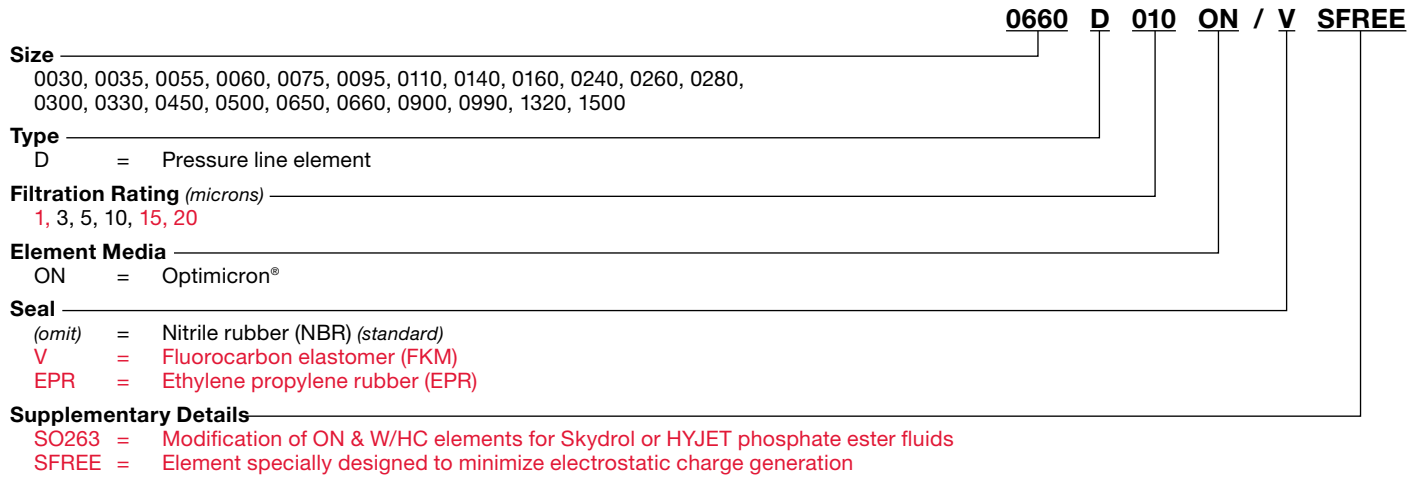 0660 D 010 ON / V SFREE
Size
0030, 0035, 0055, 0060, 0075, 0095, 0110, 0140, 0160, 0240, 0260, 0280,
0300, 0330, 0450, 0500, 0650, 0660, 0900, 0990, 1320, 1500
Type
D = Pressure line element
Filtration Rating (microns)
1, 3, 5, 10, 15, 20
Element Media
ON = Optimicron®
Seal
(omit) = Nitrile rubber (NBR) (standard)
V = Fluorocarbon elastomer (FKM)
EPR = Ethylene propylene rubber (EPR)
Supplementary Details
SO263 = Modification of ON & W/HC elements for Skydrol or HYJET phosphate ester fluids
SFREE = Element specially designed to minimize electrostatic charge generation